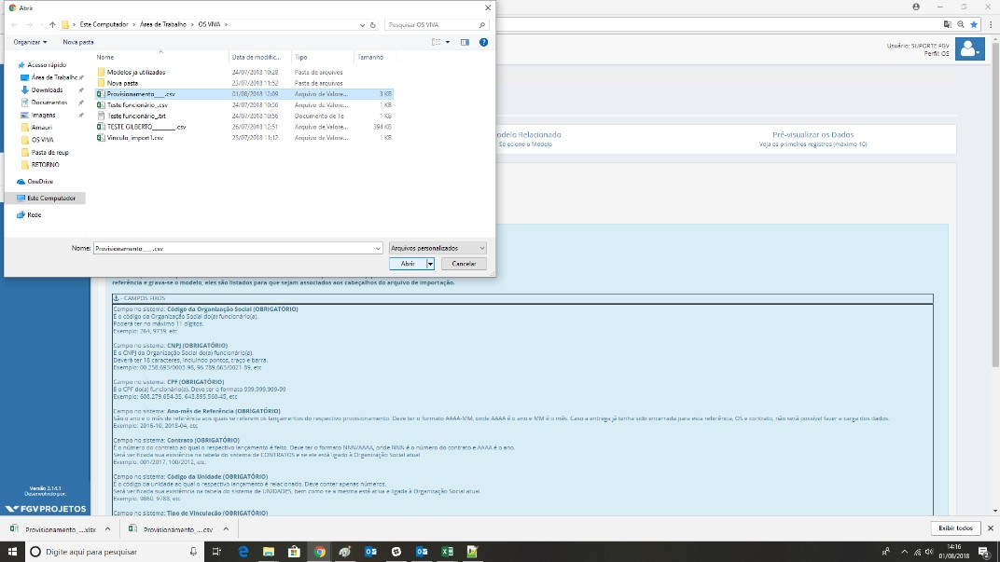 Abrir
Este Computador > Área de Trabalho > OS VIVA >
Pesquisar OS VIVA
Organizar
Nova pasta
Nome
Data de modific...
Tipo
Tamanho
Acesso rápido
Área de Trabalho
Downloads
Documentos
Imagens
Amauri
OS VIVA
Pasta de reup
RETORNO
OneDrive
Este Computador
Rede
Modelos ja utilizados 24/07/2018 10:28 Pasta de arquivos
Nova pasta 23/07/2018 11:52 Pasta de arquivos
Provisionamento____.csv 01/08/2018 12:09 Arquivo de Valore... 3 KB
Teste funcionário_.csv 24/07/2018 10:56 Arquivo de Valore... 1 KB
Teste funcionário_.txt 24/07/2018 10:56 Documento de Te 1 KB
TESTE GILBERTO________.csv 26/07/2018 12:51 Arquivo de Valore... 394 KB
Vinculo_import1.csv 25/07/2018 11:12 Arquivo de Valore... 1 KB
Nome: Provisionamento____.csv
Arquivos personalizados
Abrir
Cancelar
Usuário: SUPORTE FGV
Perfil: OS
odelo Relacionado
Selecione o Modelo
Pré-visualizar os Dados
Veja os primeiros registros (máximo 10)
referência e grava-se o modelo, eles são listados para que sejam associados aos cabeçalhos do arquivo de importação.
- CAMPOS FIXOS
Campo no sistema: Código da Organização Social (OBRIGATÓRIO)
É o código da Organização Social do(a) funcionário(a).
Poderá ter no máximo 11 dígitos.
Exemplo: 264, 9739, etc
Campo no sistema: CNPJ (OBRIGATÓRIO)
É o CNPJ da Organização Social do(a) funcionário(a).
Deverá ter 18 caracteres, incluindo pontos, traço e barra.
Exemplo: 00.258.693/0003-98, 96.789.663/0021-89, etc
Campo no sistema: CPF (OBRIGATÓRIO)
É o CPF do(a) funcionário(a). Deve ter o formato 999.999.999-99
Exemplo: 608.279.654-35, 643.895.560-45, etc
Campo no sistema: Ano-mês de Referência (OBRIGATÓRIO)
São o ano e o mês de referência aos quais se referem os lançamentos do respectivo provisionamento. Deve ter o formato AAAA-MM, onde AAAA é o ano e MM é o mês. Caso a entrega já tenha sido encerrada para esta referência, OS e contrato, não será possível fazer a carga dos dados.
Exemplo: 2016-10, 2018-04, etc
Campo no sistema: Contrato (OBRIGATÓRIO)
É o número do contrato ao qual o respectivo lançamento é feito. Deve ter o formato NNN/AAAA, onde NNN é o número do contrato e AAAA é o ano.
Será verificada sua existência na tabela do sistema de CONTRATOS e se ele está ligado à Organização Social atual
Exemplo: 001/2017, 100/2012, etc
Campo no sistema: Código da Unidade (OBRIGATÓRIO)
É o código da unidade ao qual o respectivo lançamento é relacionado. Deve conter apenas números.
Será verificada sua existência na tabela do sistema de UNIDADES, bem como se a mesma está ativa e ligada à Organização Social atual
Exemplo: 9860, 9788, etc
Campo no sistema: Tipo de Vinculação (OBRIGATÓRIO)
Versão 2.14.1
Desenvolvido por:
FGV PROJETOS
Provisionamento_....xlsx
Provisionamento_....csv
Exibir todos
Digite aqui para pesquisar
14:16
01/08/2018
2